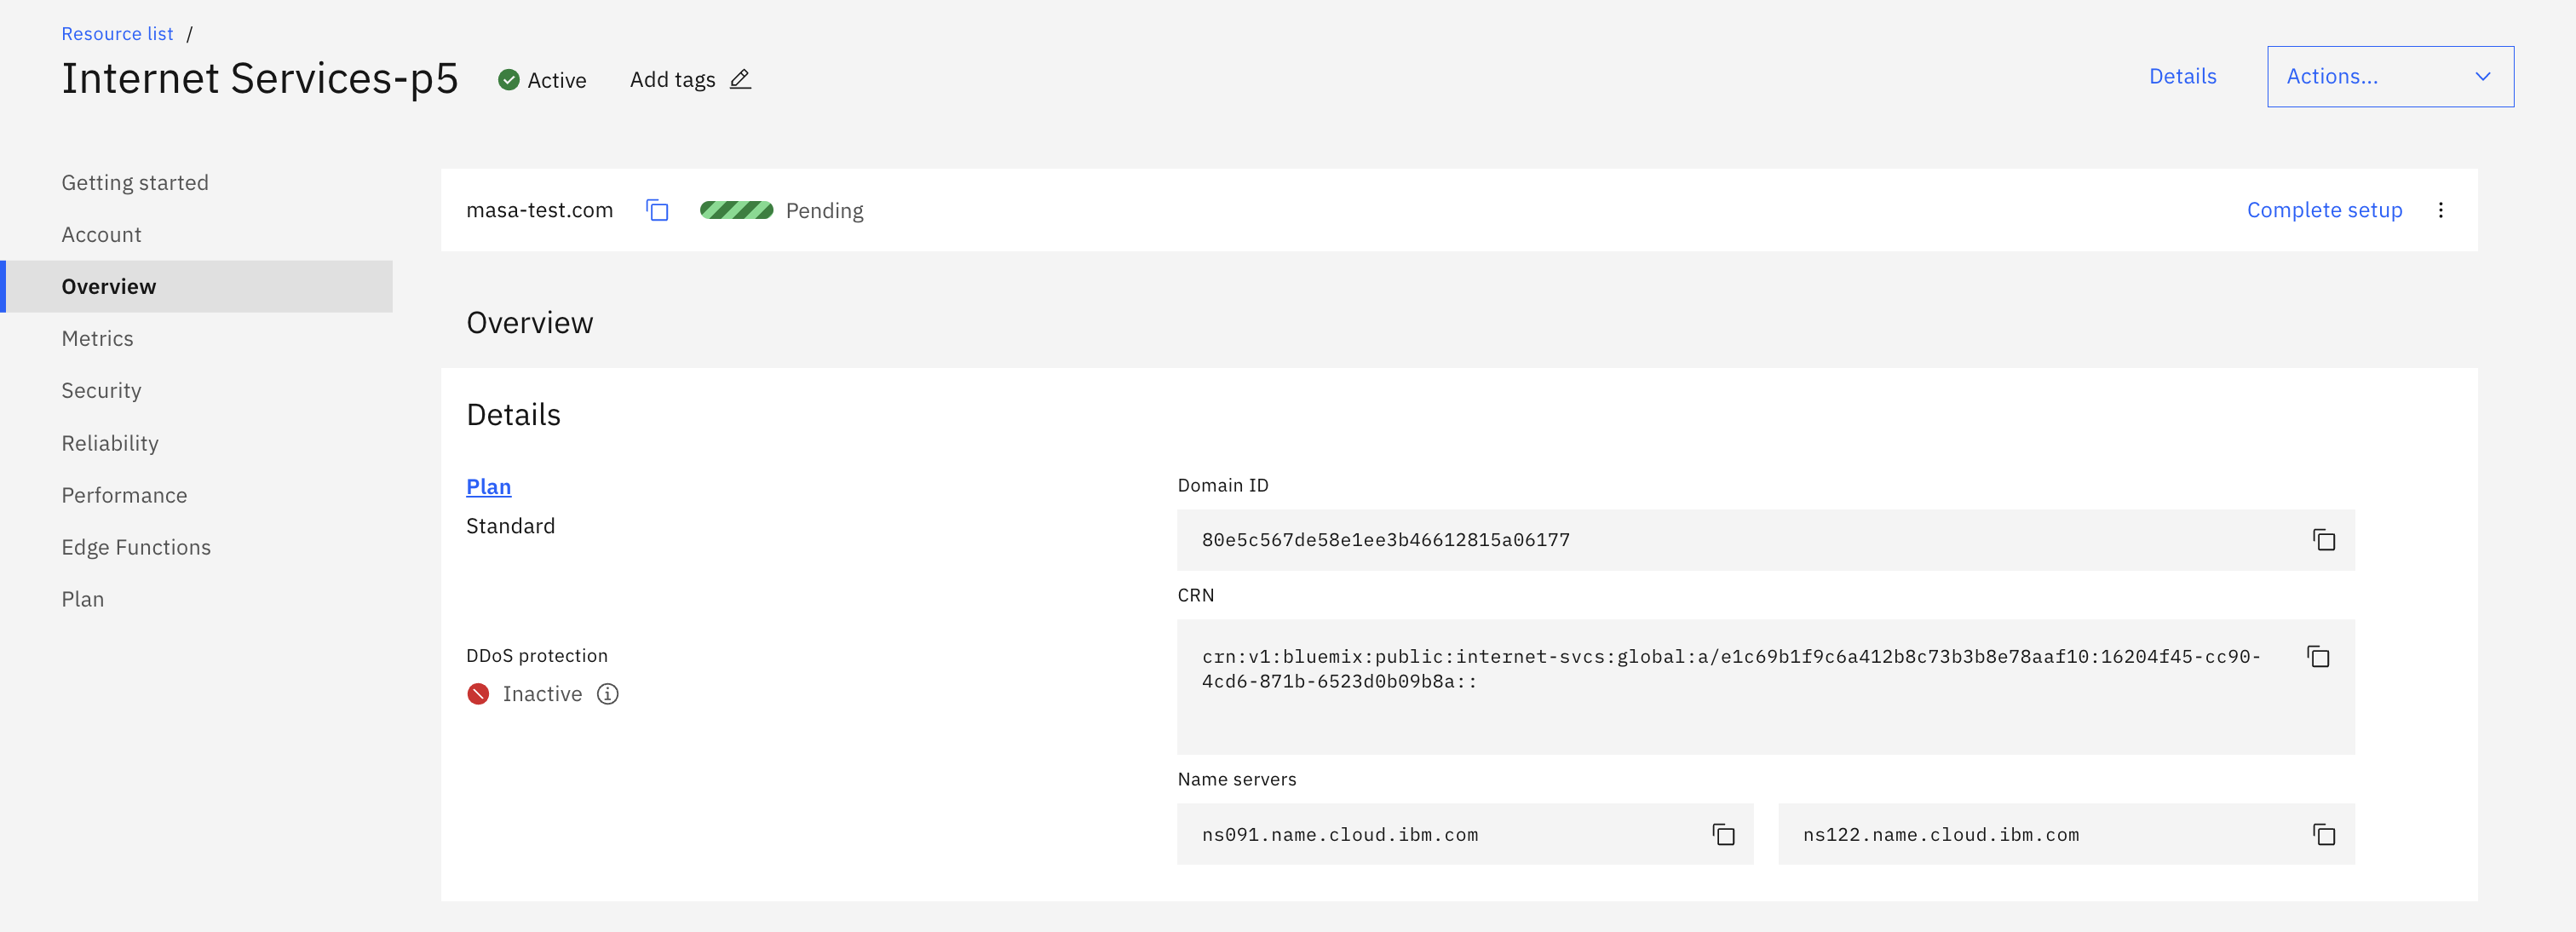 Resource list /
Internet Services-p5 Active Add tags
Details Actions...
Getting started
Account
Overview
Metrics
Security
Reliability
Performance
Edge Functions
Plan
masa-test.com Pending Complete setup
Overview
Details
Plan
Standard
DDoS protection
Inactive
Domain ID
80e5c567de58e1ee3b46612815a06177
CRN
crn:v1:bluemix:public:internet-svcs:global:a/e1c69b1f9c6a412b8c73b3b8e78aaf10:16204f45-cc90-
4cd6-871b-6523d0b09b8a::
Name servers
ns091.name.cloud.ibm.com ns122.name.cloud.ibm.com